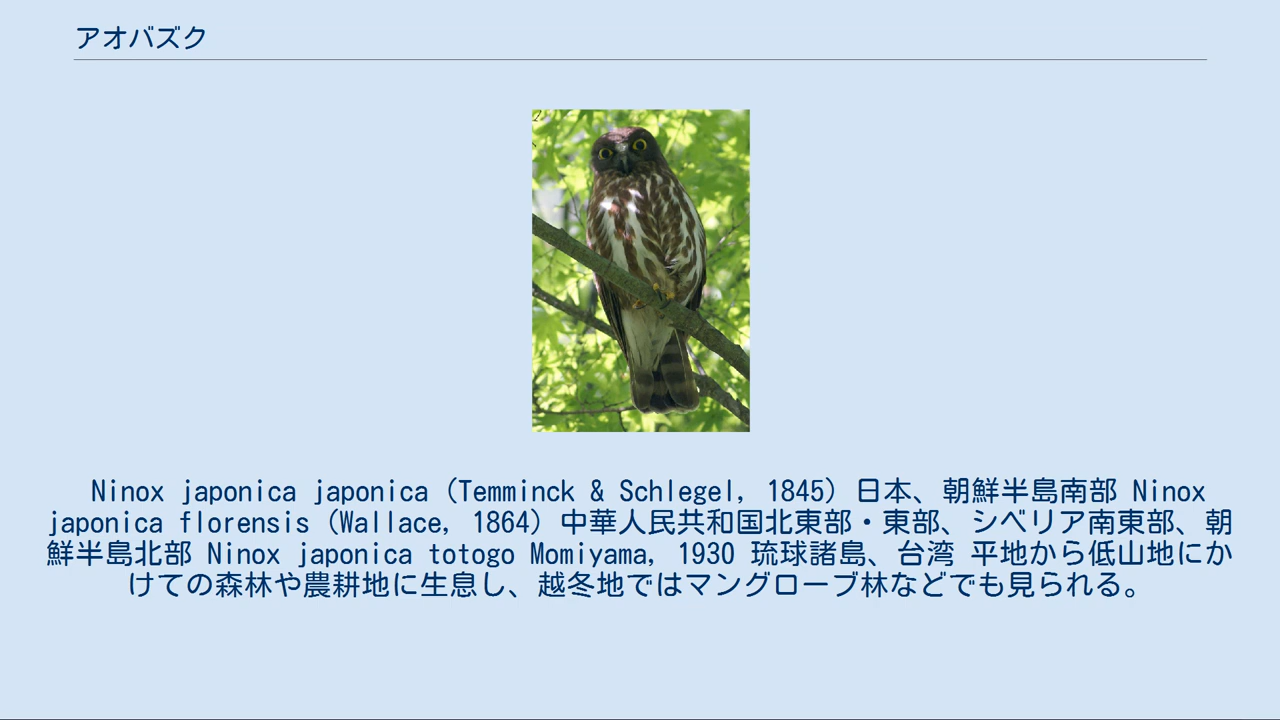 アオバズク
Ninox japonica japonica (Temminck & Schlegel, 1845) 日本、朝鮮半島南部 Ninox
japonica florensis (Wallace, 1864) 中華人民共和国北東部・東部、シベリア南東部、朝
鮮半島北部 Ninox japonica totogo Momiyama, 1930 琉球諸島、台湾 平地から低山地にか
けての森林や農耕地に生息し、越冬地ではマングローブ林などでも見られる。